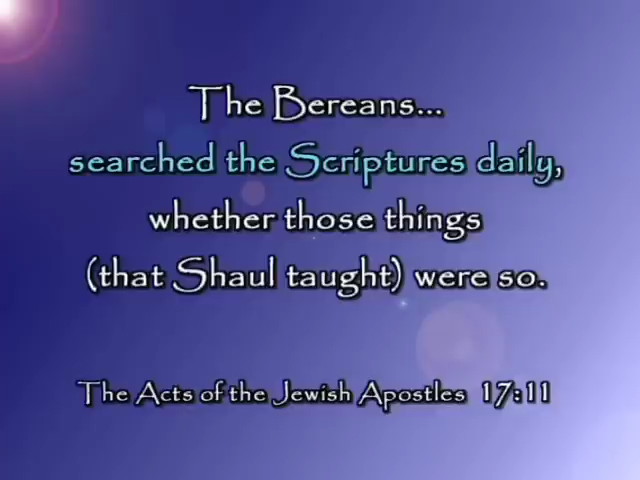 The Bereans...
searched the Scriptures daily,
whether those things
(that Shaul taught) were so.
The Acts of the Jewish Apostles 17:11